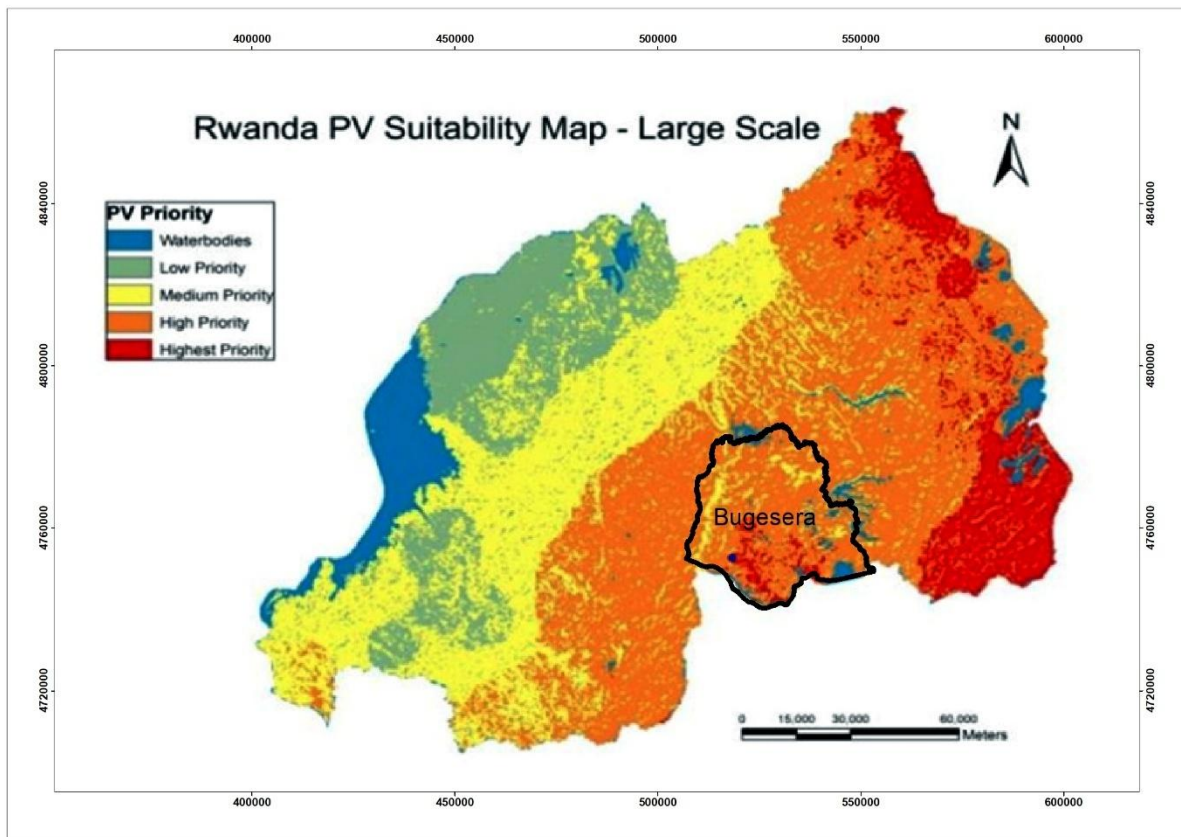 400000 450000 500000 550000 600000
Rwanda PV Suitability Map - Large Scale
N
4840000 4840000
PV Priority
Waterbodies
Low Priority
Medium Priority
High Priority
Highest Priority
4800000 4800000
Bugesera
4760000 4760000
4720000 4720000
0 15,000 30,000 60,000
Meters
400000 450000 500000 550000 600000